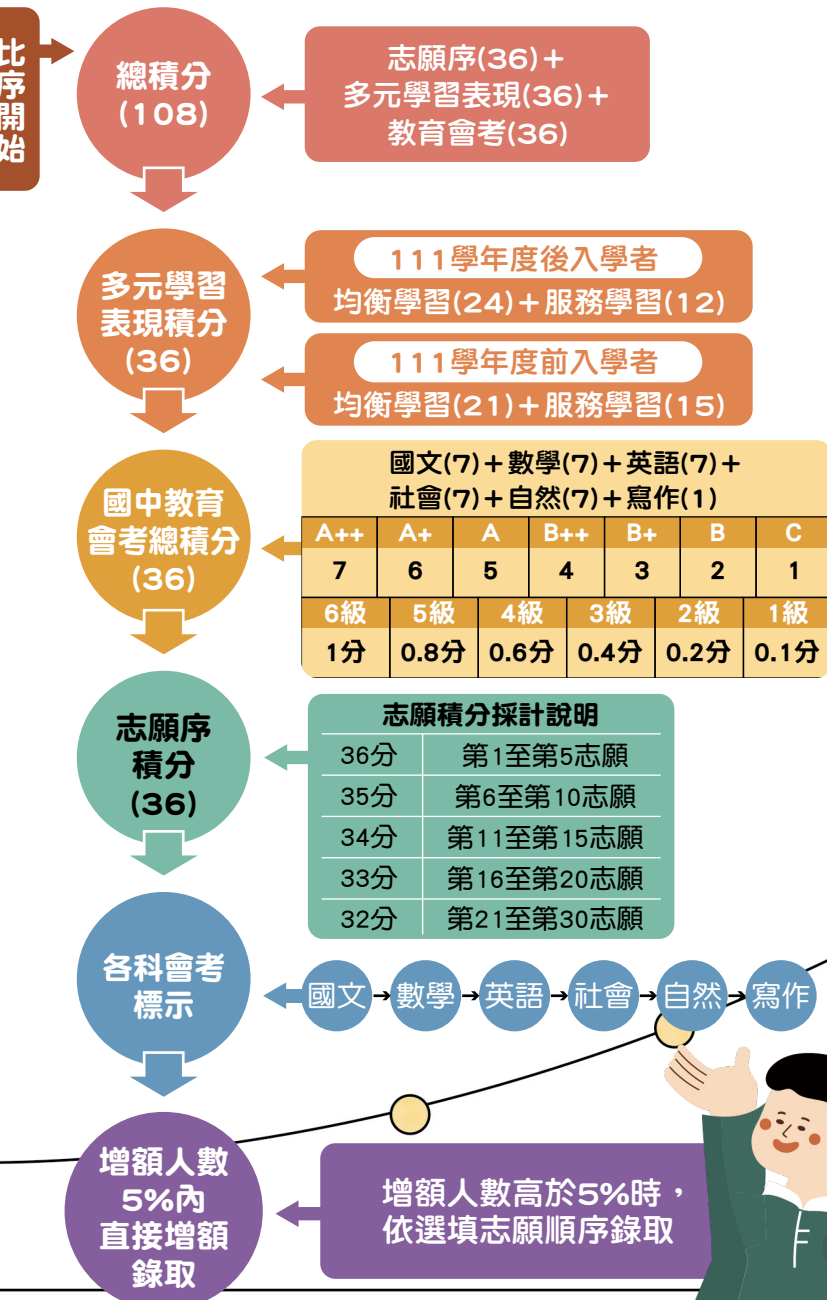 比序開始
總積分
(108)
志願序(36)+
多元學習表現(36)+
教育會考(36)
多元學習
表現積分
(36)
111學年度後入學者
均衡學習(24)+服務學習(12)
111學年度前入學者
均衡學習(21)+服務學習(15)
國中教育
會考總積分
(36)
國文(7)+數學(7)+英語(7)+
社會(7)+自然(7)+寫作(1)
A++ A+ A B++ B+ B C
7 6 5 4 3 2 1
6級 5級 4級 3級 2級 1級
1分 0.8分 0.6分 0.4分 0.2分 0.1分
志願序
積分
(36)
志願積分採計說明
36分 第1至第5志願
35分 第6至第10志願
34分 第11至第15志願
33分 第16至第20志願
32分 第21至第30志願
各科會考
標示
國文→數學→英語→社會→自然→寫作
增額人數
5%內
直接增額
錄取
增額人數高於5%時，
依選填志願順序錄取